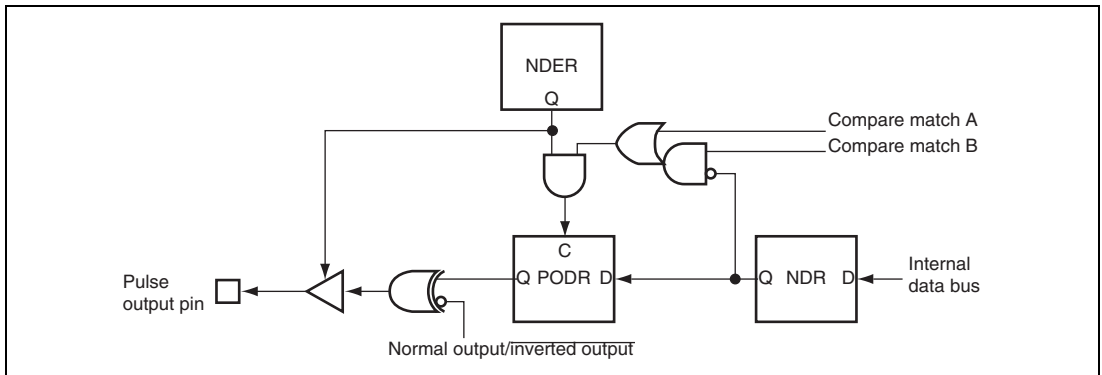 NDER
Q
Compare match A
Compare match B
C
Q PODR D
Q NDR D
Internal
data bus
Pulse
output pin
Normal output/inverted output